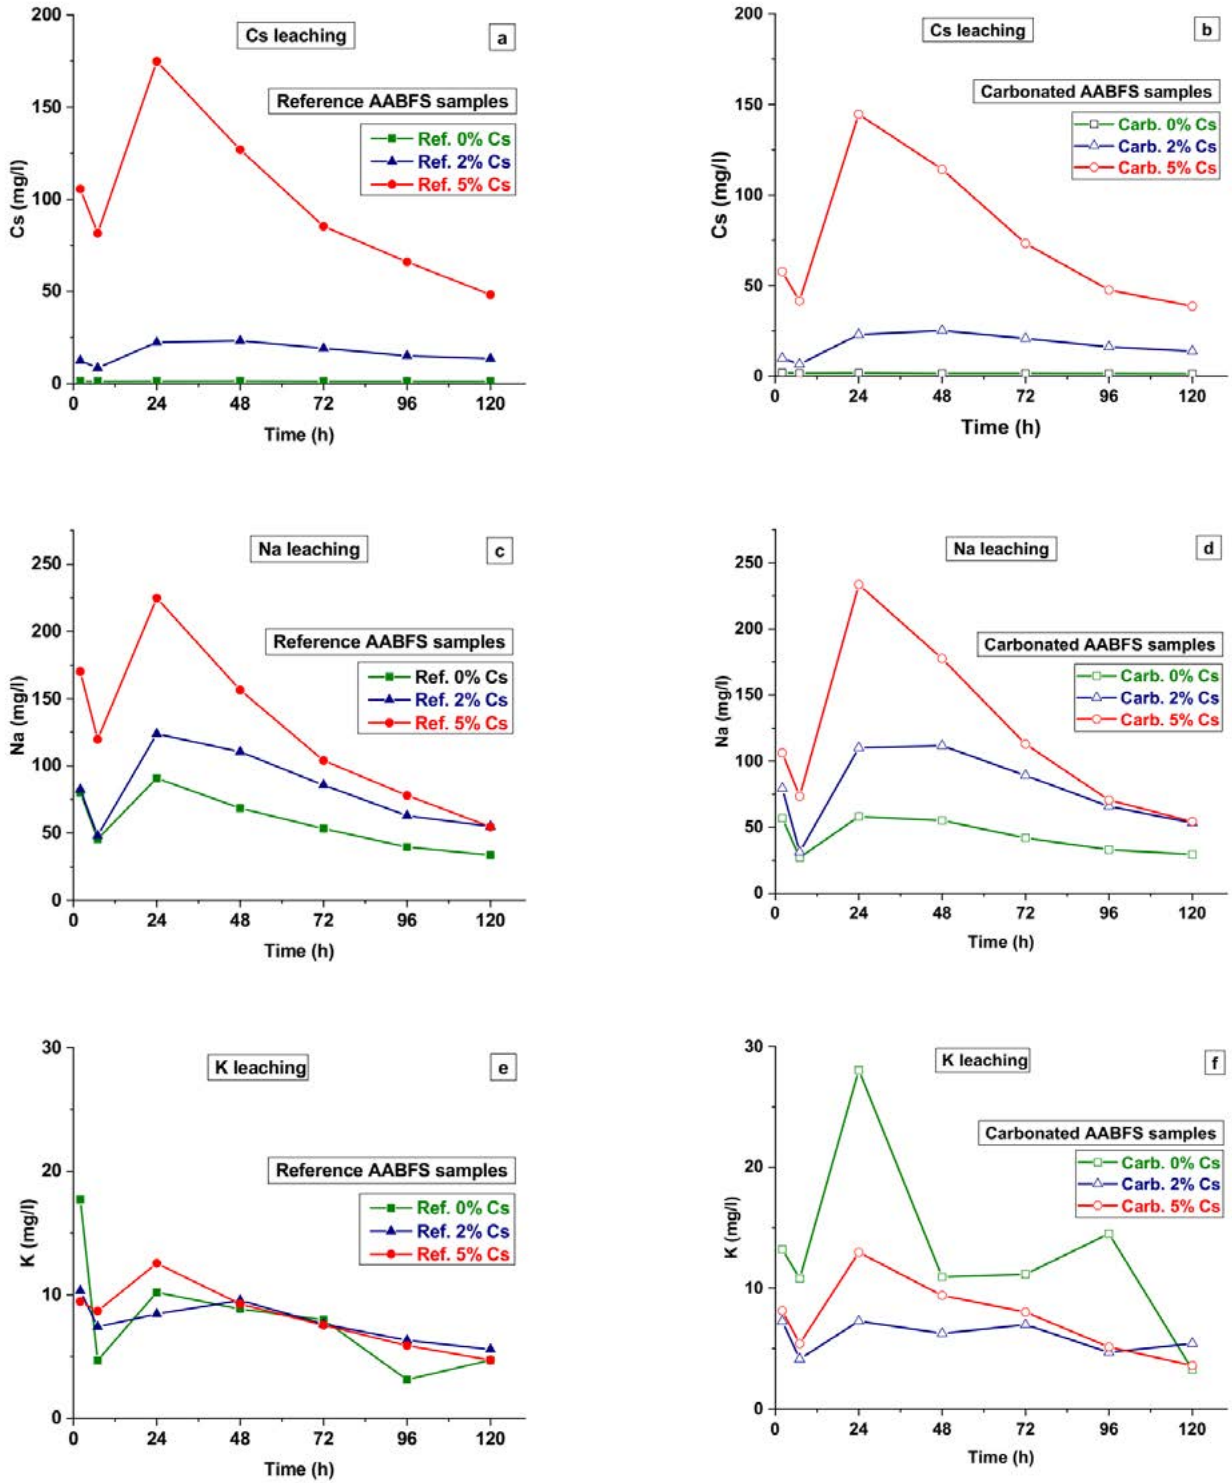 Cs leaching
a
Reference AABFS samples
Ref. 0% Cs
Ref. 2% Cs
Ref. 5% Cs
200
150
100
50
0
Cs (mg/l)
0 24 48 72 96 120
Time (h)
Cs leaching
b
Carbonated AABFS samples
Carb. 0% Cs
Carb. 2% Cs
Carb. 5% Cs
200
150
100
50
0
Cs (mg/l)
0 24 48 72 96 120
Time (h)
Na leaching
c
Reference AABFS samples
Ref. 0% Cs
Ref. 2% Cs
Ref. 5% Cs
250
200
150
100
50
0
Na (mg/l)
0 24 48 72 96 120
Time (h)
Na leaching
d
Carbonated AABFS samples
Carb. 0% Cs
Carb. 2% Cs
Carb. 5% Cs
250
200
150
100
50
0
Na (mg/l)
0 24 48 72 96 120
Time (h)
K leaching
e
Reference AABFS samples
Ref. 0% Cs
Ref. 2% Cs
Ref. 5% Cs
30
20
10
0
K (mg/l)
0 24 48 72 96 120
Time (h)
K leaching
f
Carbonated AABFS samples
Carb. 0% Cs
Carb. 2% Cs
Carb. 5% Cs
30
20
10
0
K (mg/l)
0 24 48 72 96 120
Time (h)